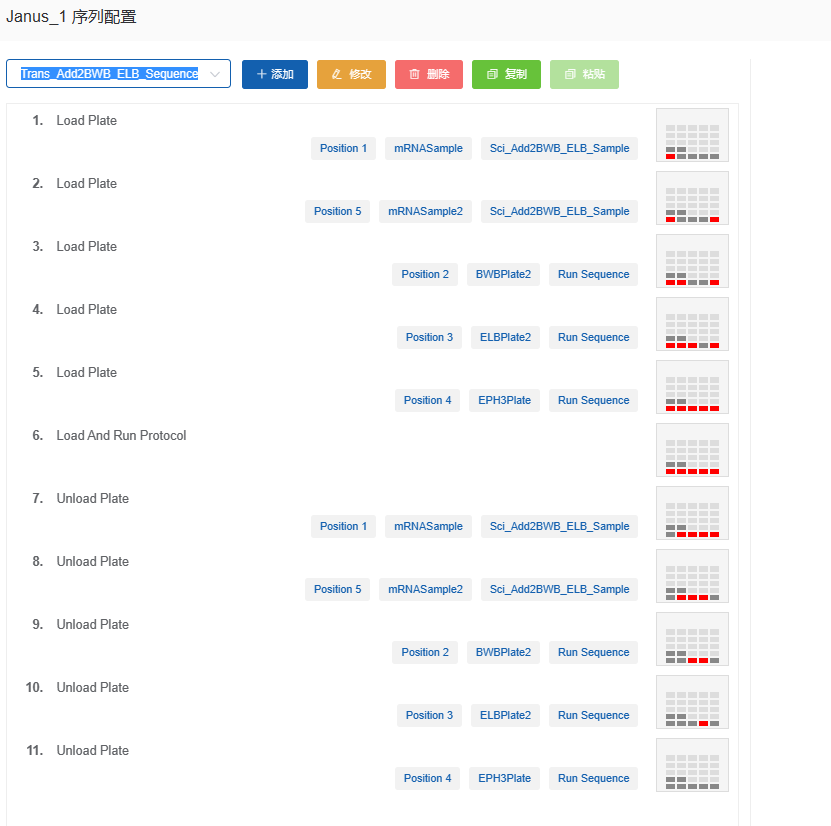 Janus_1 序列配置
Trans_Add2BWB_ELB_Sequence 添加 修改 删除 复制 粘贴
1. Load Plate
Position 1 mRNASample Sci_Add2BWB_ELB_Sample
2. Load Plate
Position 5 mRNASample2 Sci_Add2BWB_ELB_Sample
3. Load Plate
Position 2 BWBPlate2 Run Sequence
4. Load Plate
Position 3 ELBPlate2 Run Sequence
5. Load Plate
Position 4 EPH3Plate Run Sequence
6. Load And Run Protocol
7. Unload Plate
Position 1 mRNASample Sci_Add2BWB_ELB_Sample
8. Unload Plate
Position 5 mRNASample2 Sci_Add2BWB_ELB_Sample
9. Unload Plate
Position 2 BWBPlate2 Run Sequence
10. Unload Plate
Position 3 ELBPlate2 Run Sequence
11. Unload Plate
Position 4 EPH3Plate Run Sequence